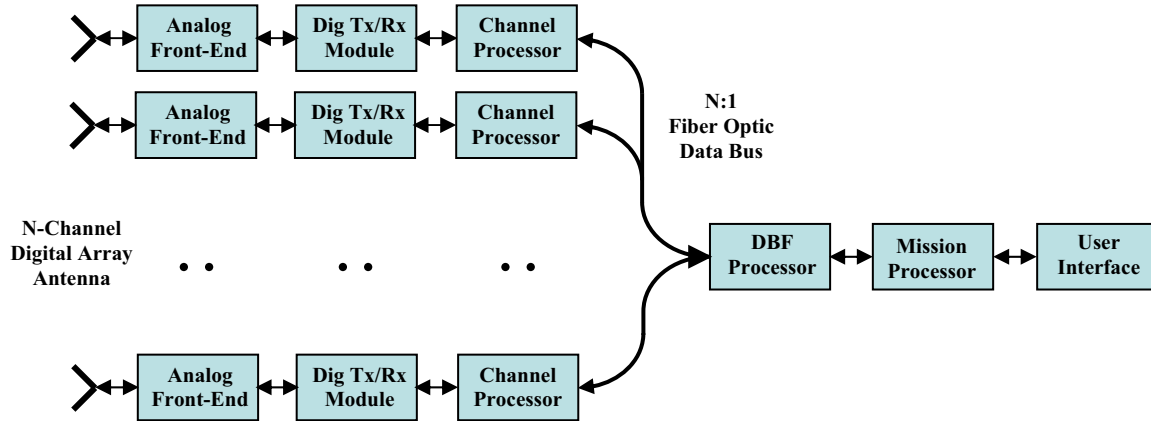 Analog
Front-End
Dig Tx/Rx
Module
Channel
Processor
Analog
Front-End
Dig Tx/Rx
Module
Channel
Processor
N:1
Fiber Optic
Data Bus
N-Channel
Digital Array
Antenna
DBF
Processor
Mission
Processor
User
Interface
Analog
Front-End
Dig Tx/Rx
Module
Channel
Processor